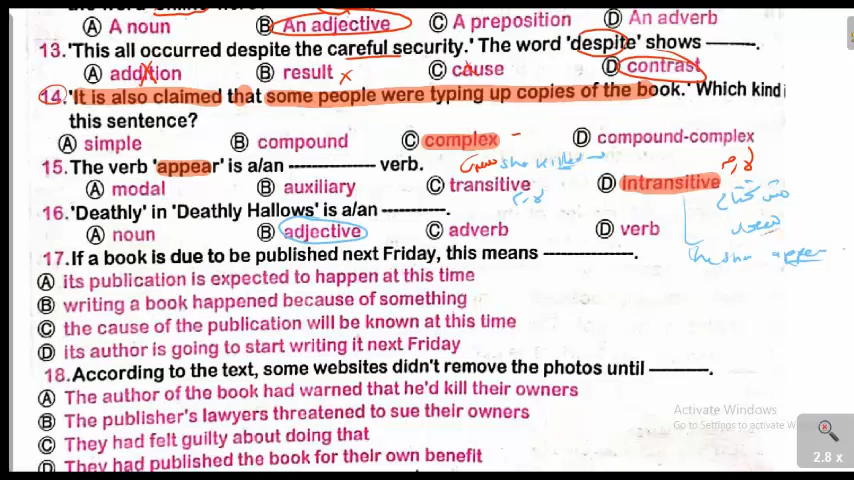 the word online
Ⓐ A noun Ⓑ An adjective Ⓒ A preposition Ⓓ An adverb
13. 'This all occurred despite the careful security.' The word 'despite' shows ———.
Ⓐ addition Ⓑ result Ⓒ cause Ⓓ contrast
14. 'It is also claimed that some people were typing up copies of the book.' Which kind i
this sentence?
Ⓐ simple Ⓑ compound Ⓒ complex Ⓓ compound-complex
15. The verb 'appear' is a/an ———— verb.
Ⓐ modal Ⓑ auxiliary Ⓒ transitive Ⓓ Intransitive
she killed
لازم
16. 'Deathly' in 'Deathly Hallows' is a/an ————.
Ⓐ noun Ⓑ adjective Ⓒ adverb Ⓓ verb
17. If a book is due to be published next Friday, this means ————.
Ⓐ its publication is expected to happen at this time
Ⓑ writing a book happened because of something
Ⓒ the cause of the publication will be known at this time
Ⓓ its author is going to start writing it next Friday
18. According to the text, some websites didn't remove the photos until ———.
Ⓐ The author of the book had warned that he'd kill their owners
Ⓑ The publisher's lawyers threatened to sue their owners
Ⓒ They had felt guilty about doing that
Ⓓ They had published the book for their own benefit
Activate Windows
Go to Settings to activate W
2.8 x